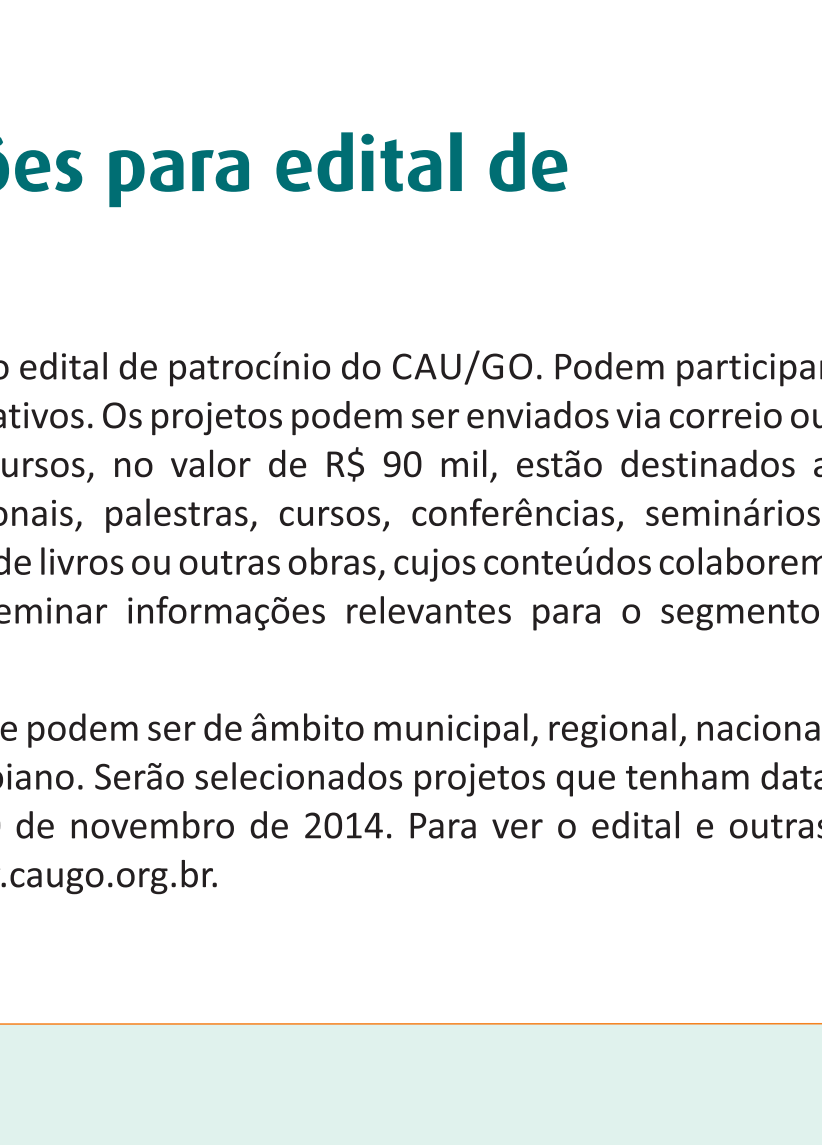 ões para edital de
o edital de patrocínio do CAU/GO. Podem participar
ativos. Os projetos podem ser enviados via correio ou
ursos, no valor de R$ 90 mil, estão destinados a
onais, palestras, cursos, conferências, seminários
de livros ou outras obras, cujos conteúdos colaborem
eminar informações relevantes para o segmento
e podem ser de âmbito municipal, regional, naciona
oiano. Serão selecionados projetos que tenham data
de novembro de 2014. Para ver o edital e outras
.caugo.org.br.